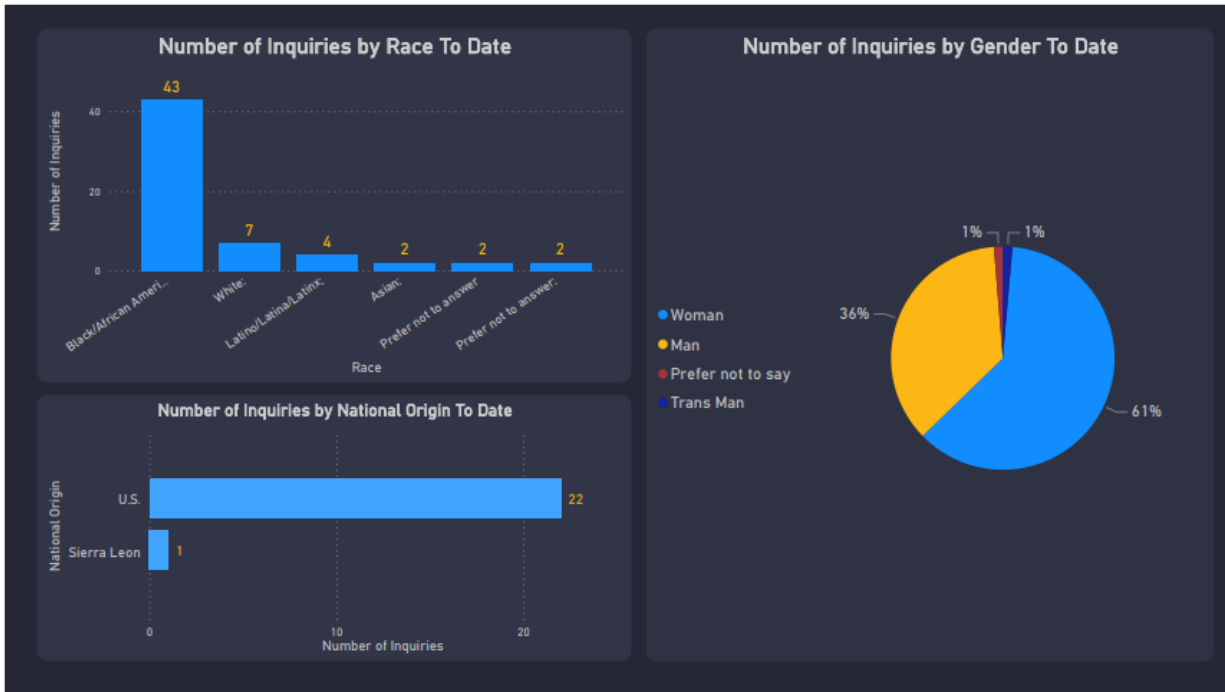 Number of Inquiries by Race To Date
Number of Inquiries
40
20
0
43
7
4
2
2
2
Black/African Ameri...
White;
Latino/Latina/Latinx;
Asian;
Prefer not to answer
Prefer not to answer;
Race
Number of Inquiries by National Origin To Date
National Origin
U.S.
22
Sierra Leon
1
0
10
20
Number of Inquiries
Number of Inquiries by Gender To Date
Woman
Man
Prefer not to say
Trans Man
1%
1%
36%
61%